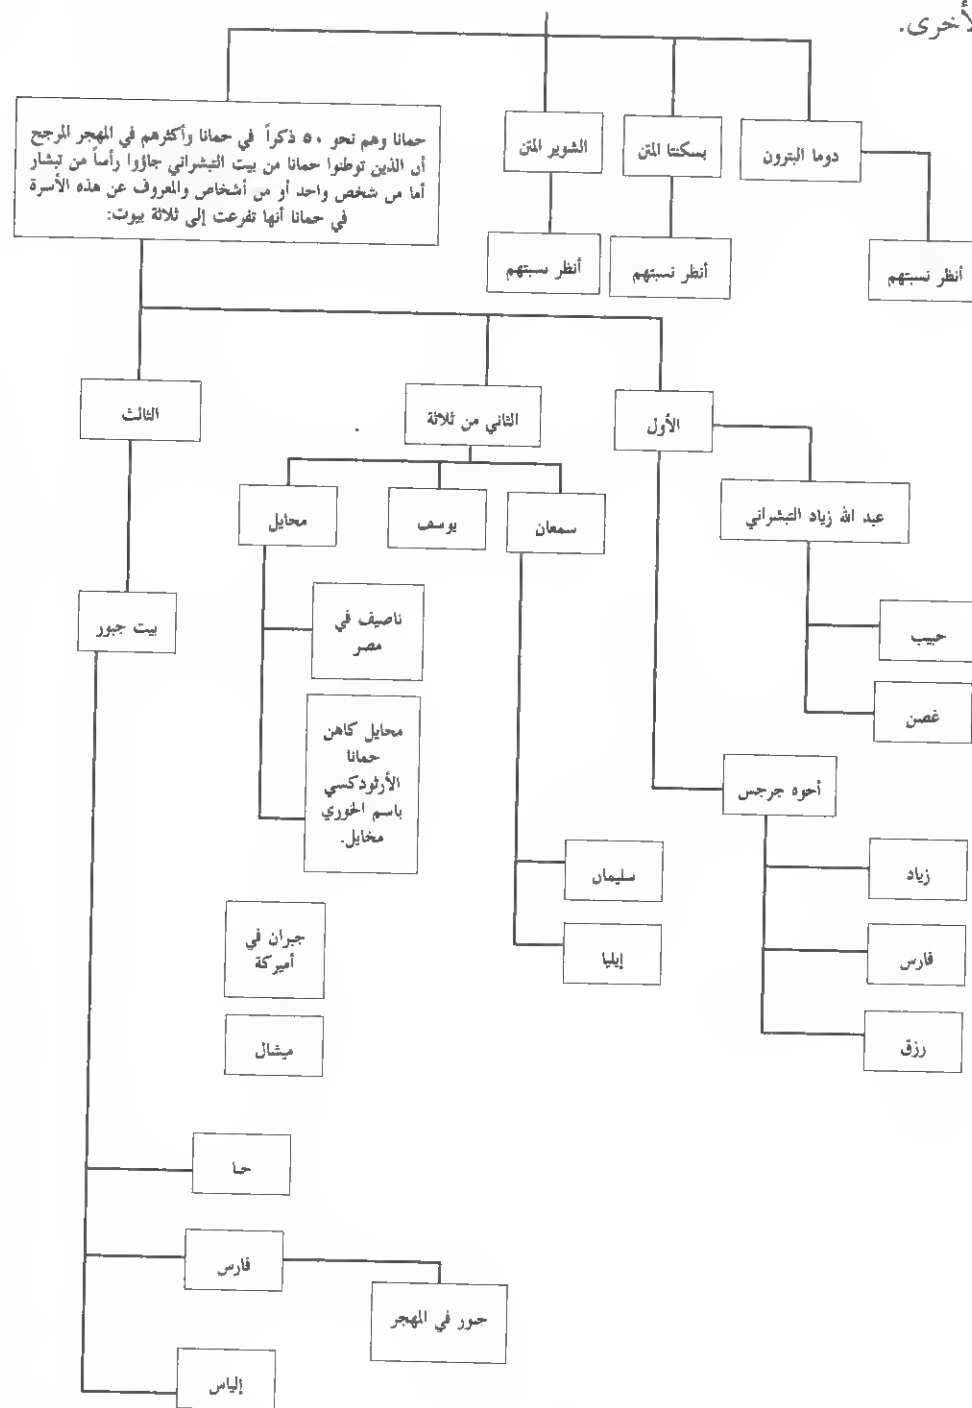 لأخرى.
دوما البترون
بسكنتا المتن
الشوير المتن
حمانا وهم نحو ٥٠ ذكراً في حمانا وأكثرهم في المهجر المرجح
أن الذين توطنوا حمانا من بيت التبشراني جاؤوا رأساً من تبشار
أما من شخص واحد أو من أشخاص والمعروف عن هذه الأسرة
في حمانا أنها تفرعت إلى ثلاثة بيوت:
أنظر نسبتهم
أنظر نسبتهم
أنظر نسبتهم
الأول
الثاني من ثلاثة
الثالث
عبد الله زياد التبشراني
سمعان
يوسف
محايل
حبيب
غصن
ناصيف في
مصر
بيت جبور
محايل كاهن
حمانا
الأرثودكسي
باسم الخوري
مخايل.
أحوه جرجس
زياد
فارس
رزق
سليمان
إيليا
جبران في
أميركة
ميشال
حنا
فارس
جبور في المهجر
إلياس